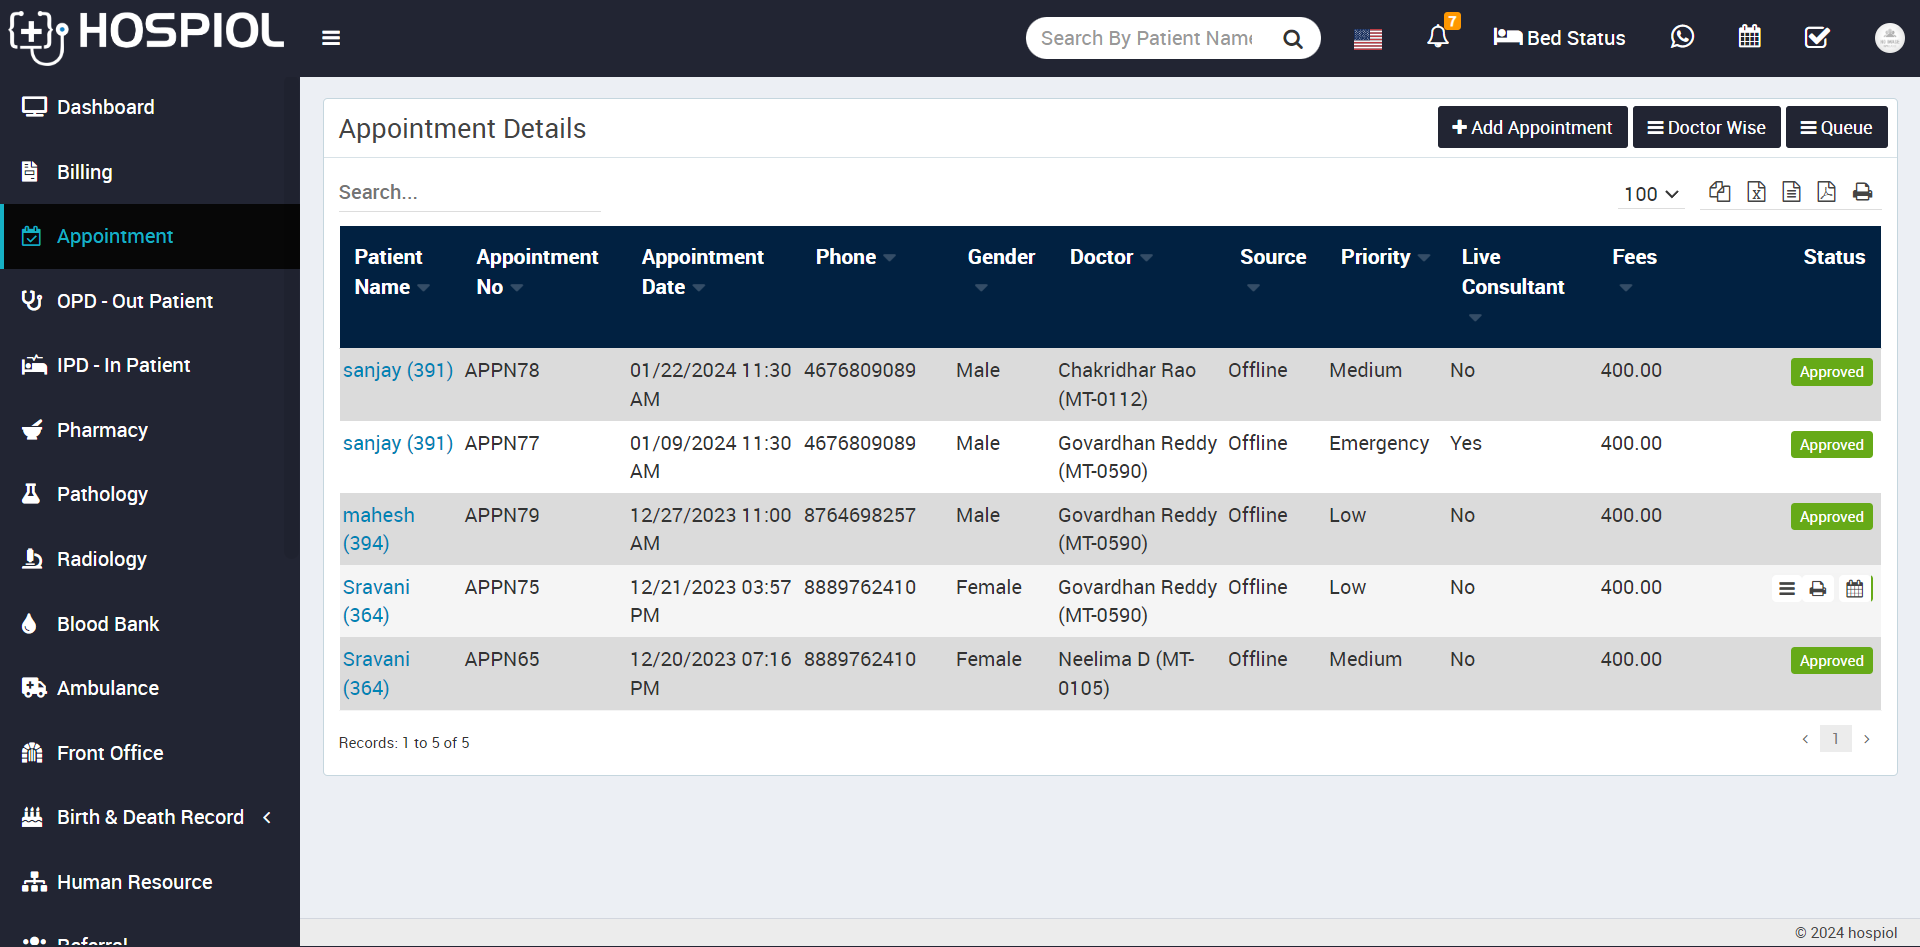 HOSPIOL
Search By Patient Name
7
Bed Status
Dashboard
Billing
Appointment
OPD - Out Patient
IPD - In Patient
Pharmacy
Pathology
Radiology
Blood Bank
Ambulance
Front Office
Birth & Death Record
Human Resource
Referral
Appointment Details
Add Appointment
Doctor Wise
Queue
Search...
100
Patient Name Appointment No Appointment Date Phone Gender Doctor Source Priority Live Consultant Fees Status
sanjay (391) APPN78 01/22/2024 11:30 AM 4676809089 Male Chakridhar Rao (MT-0112) Offline Medium No 400.00 Approved
sanjay (391) APPN77 01/09/2024 11:30 AM 4676809089 Male Govardhan Reddy (MT-0590) Offline Emergency Yes 400.00 Approved
mahesh (394) APPN79 12/27/2023 11:00 AM 8764698257 Male Govardhan Reddy (MT-0590) Offline Low No 400.00 Approved
Sravani (364) APPN75 12/21/2023 03:57 PM 8889762410 Female Govardhan Reddy (MT-0590) Offline Low No 400.00
Sravani (364) APPN65 12/20/2023 07:16 PM 8889762410 Female Neelima D (MT-0105) Offline Medium No 400.00 Approved
Records: 1 to 5 of 5
1
© 2024 hospiol